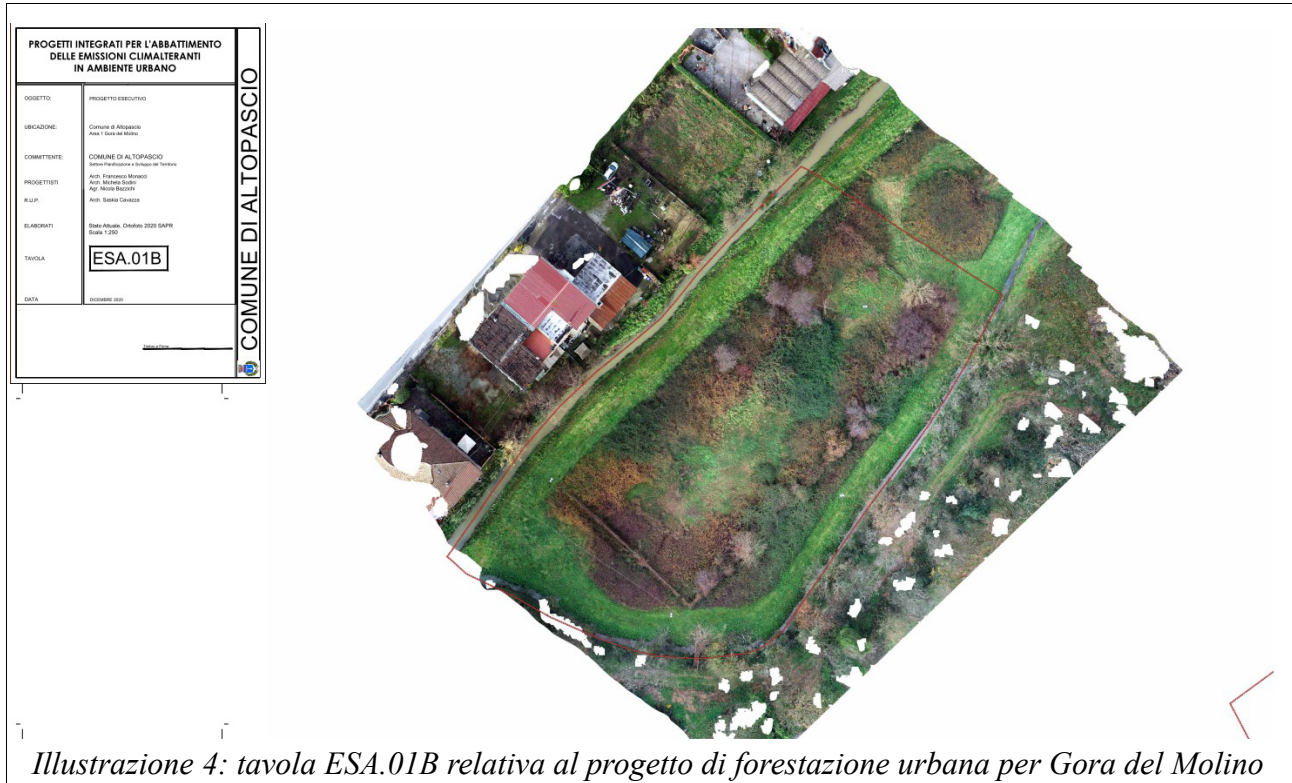 PROGETTI INTEGRATI PER L'ABBATTIMENTO
DELLE EMISSIONI CLIMALTERANTI
IN AMBIENTE URBANO
OGGETTO:
PROGETTO ESECUTIVO
UBICAZIONE:
Comune di Altopascio
Area 1 Gora del Molino
COMMITTENTE:
COMUNE DI ALTOPASCIO
Settore Pianificazione e Sviluppo del Territorio
PROGETTISTI
Arch. Francesco Monacci
Arch. Michela Sodini
Agr. Nicola Bazzichi
R.U.P.
Arch. Saskia Cavazza
ELABORATI
Stato Attuale, Ortofoto 2020 SAPR
Scala 1:250
TAVOLA
ESA.01B
DATA
DICEMBRE 2020
COMUNE DI ALTOPASCIO
Illustrazione 4: tavola ESA.01B relativa al progetto di forestazione urbana per Gora del Molino